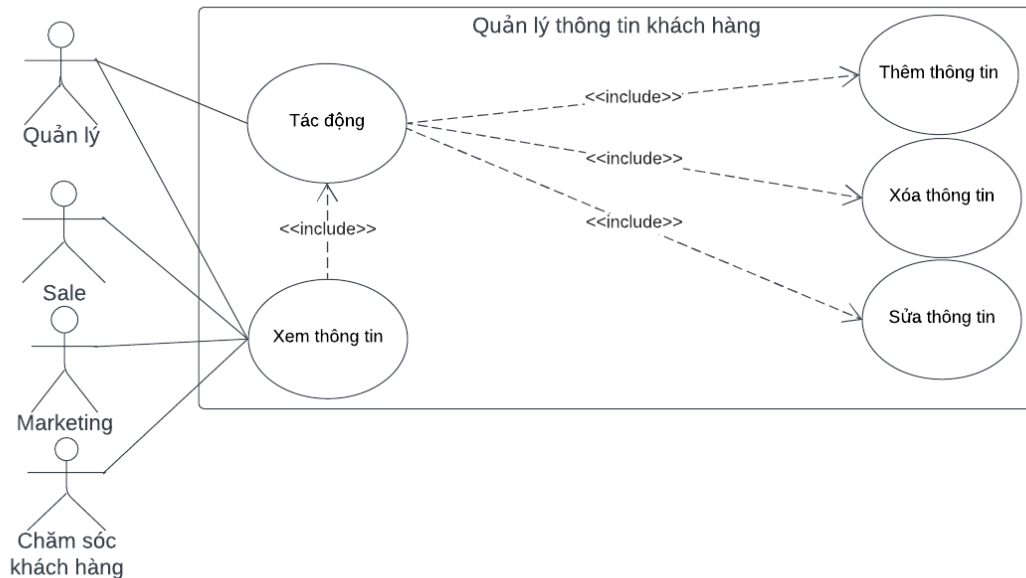 Quản lý thông tin khách hàng
Quản lý
Tác động
<<include>>
Thêm thông tin
<<include>>
Xóa thông tin
<<include>>
Sửa thông tin
<<include>>
Xem thông tin
Sale
Marketing
Chăm sóc
khách hàng